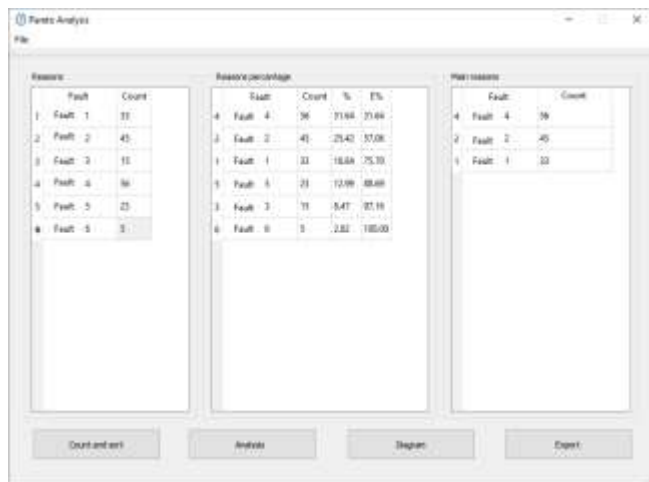 Pareto Analysis
File
Reasons
Fault Count
1 Fault 1 33
2 Fault 2 45
3 Fault 3 15
4 Fault 4 56
5 Fault 5 23
6 Fault 6 5
Reasons percentage
Fault Count % E%
4 Fault 4 56 31.64 31.64
2 Fault 2 45 25.42 57.06
1 Fault 1 33 18.64 75.70
5 Fault 5 23 12.99 88.69
3 Fault 3 15 8.47 97.16
6 Fault 6 5 2.82 100.00
Main reasons
Fault Count
4 Fault 4 56
2 Fault 2 45
1 Fault 1 33
Count and sort
Analysis
Diagram
Export